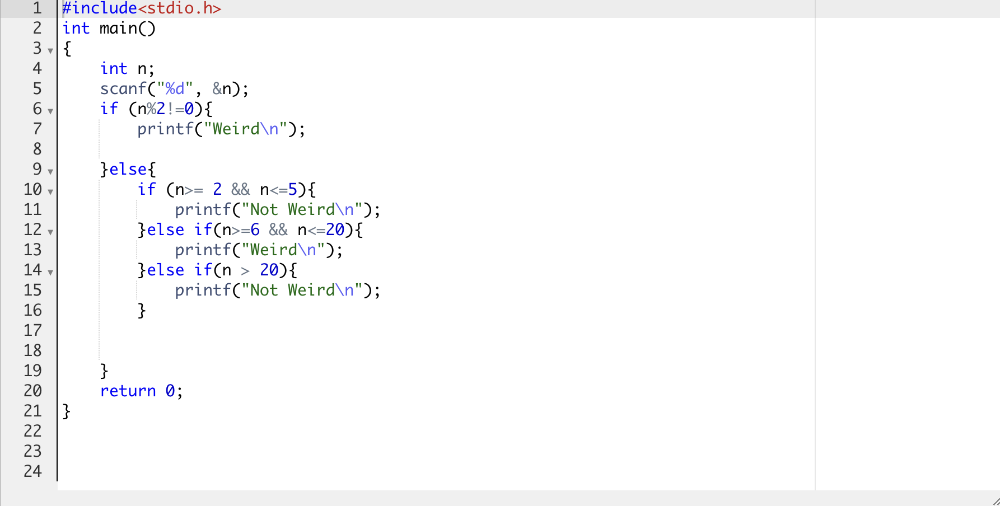 1 #include<stdio.h>
2 int main()
3 {
4     int n;
5     scanf("%d", &n);
6     if (n%2!=0){
7         printf("Weird\n");
8
9     }else{
10         if (n>= 2 && n<=5){
11             printf("Not Weird\n");
12         }else if(n>=6 && n<=20){
13             printf("Weird\n");
14         }else if(n > 20){
15             printf("Not Weird\n");
16         }
17
18
19     }
20     return 0;
21 }
22
23
24